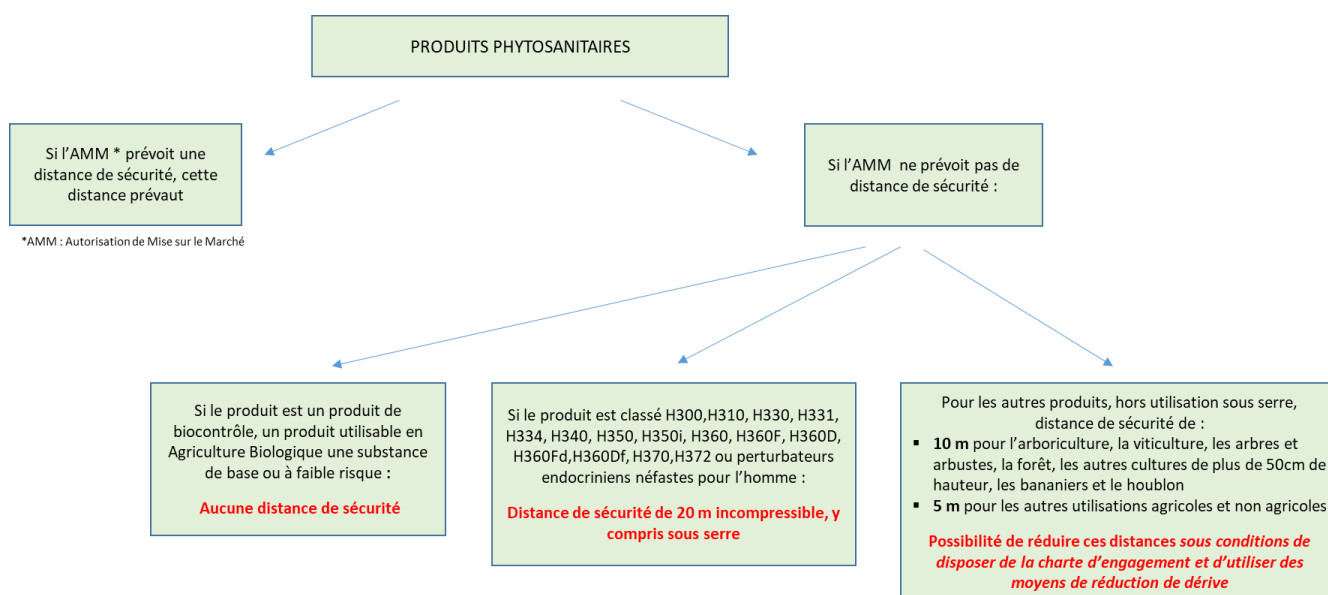 PRODUITS PHYTOSANITAIRES
Si l'AMM * prévoit une
distance de sécurité, cette
distance prévaut
*AMM : Autorisation de Mise sur le Marché
Si l'AMM ne prévoit pas de
distance de sécurité :
Si le produit est un produit de
biocontrôle, un produit utilisable en
Agriculture Biologique une substance
de base ou à faible risque :
Aucune distance de sécurité
Si le produit est classé H300,H310, H330, H331,
H334, H340, H350, H350i, H360, H360F, H360D,
H360Fd,H360Df, H370,H372 ou perturbateurs
endocriniens néfastes pour l'homme :
Distance de sécurité de 20 m incompressible, y
compris sous serre
Pour les autres produits, hors utilisation sous serre,
distance de sécurité de :
▪ 10 m pour l'arboriculture, la viticulture, les arbres et
arbustes, la forêt, les autres cultures de plus de 50cm de
hauteur, les bananiers et le houblon
▪ 5 m pour les autres utilisations agricoles et non agricoles
Possibilité de réduire ces distances sous conditions de
disposer de la charte d'engagement et d'utiliser des
moyens de réduction de dérive